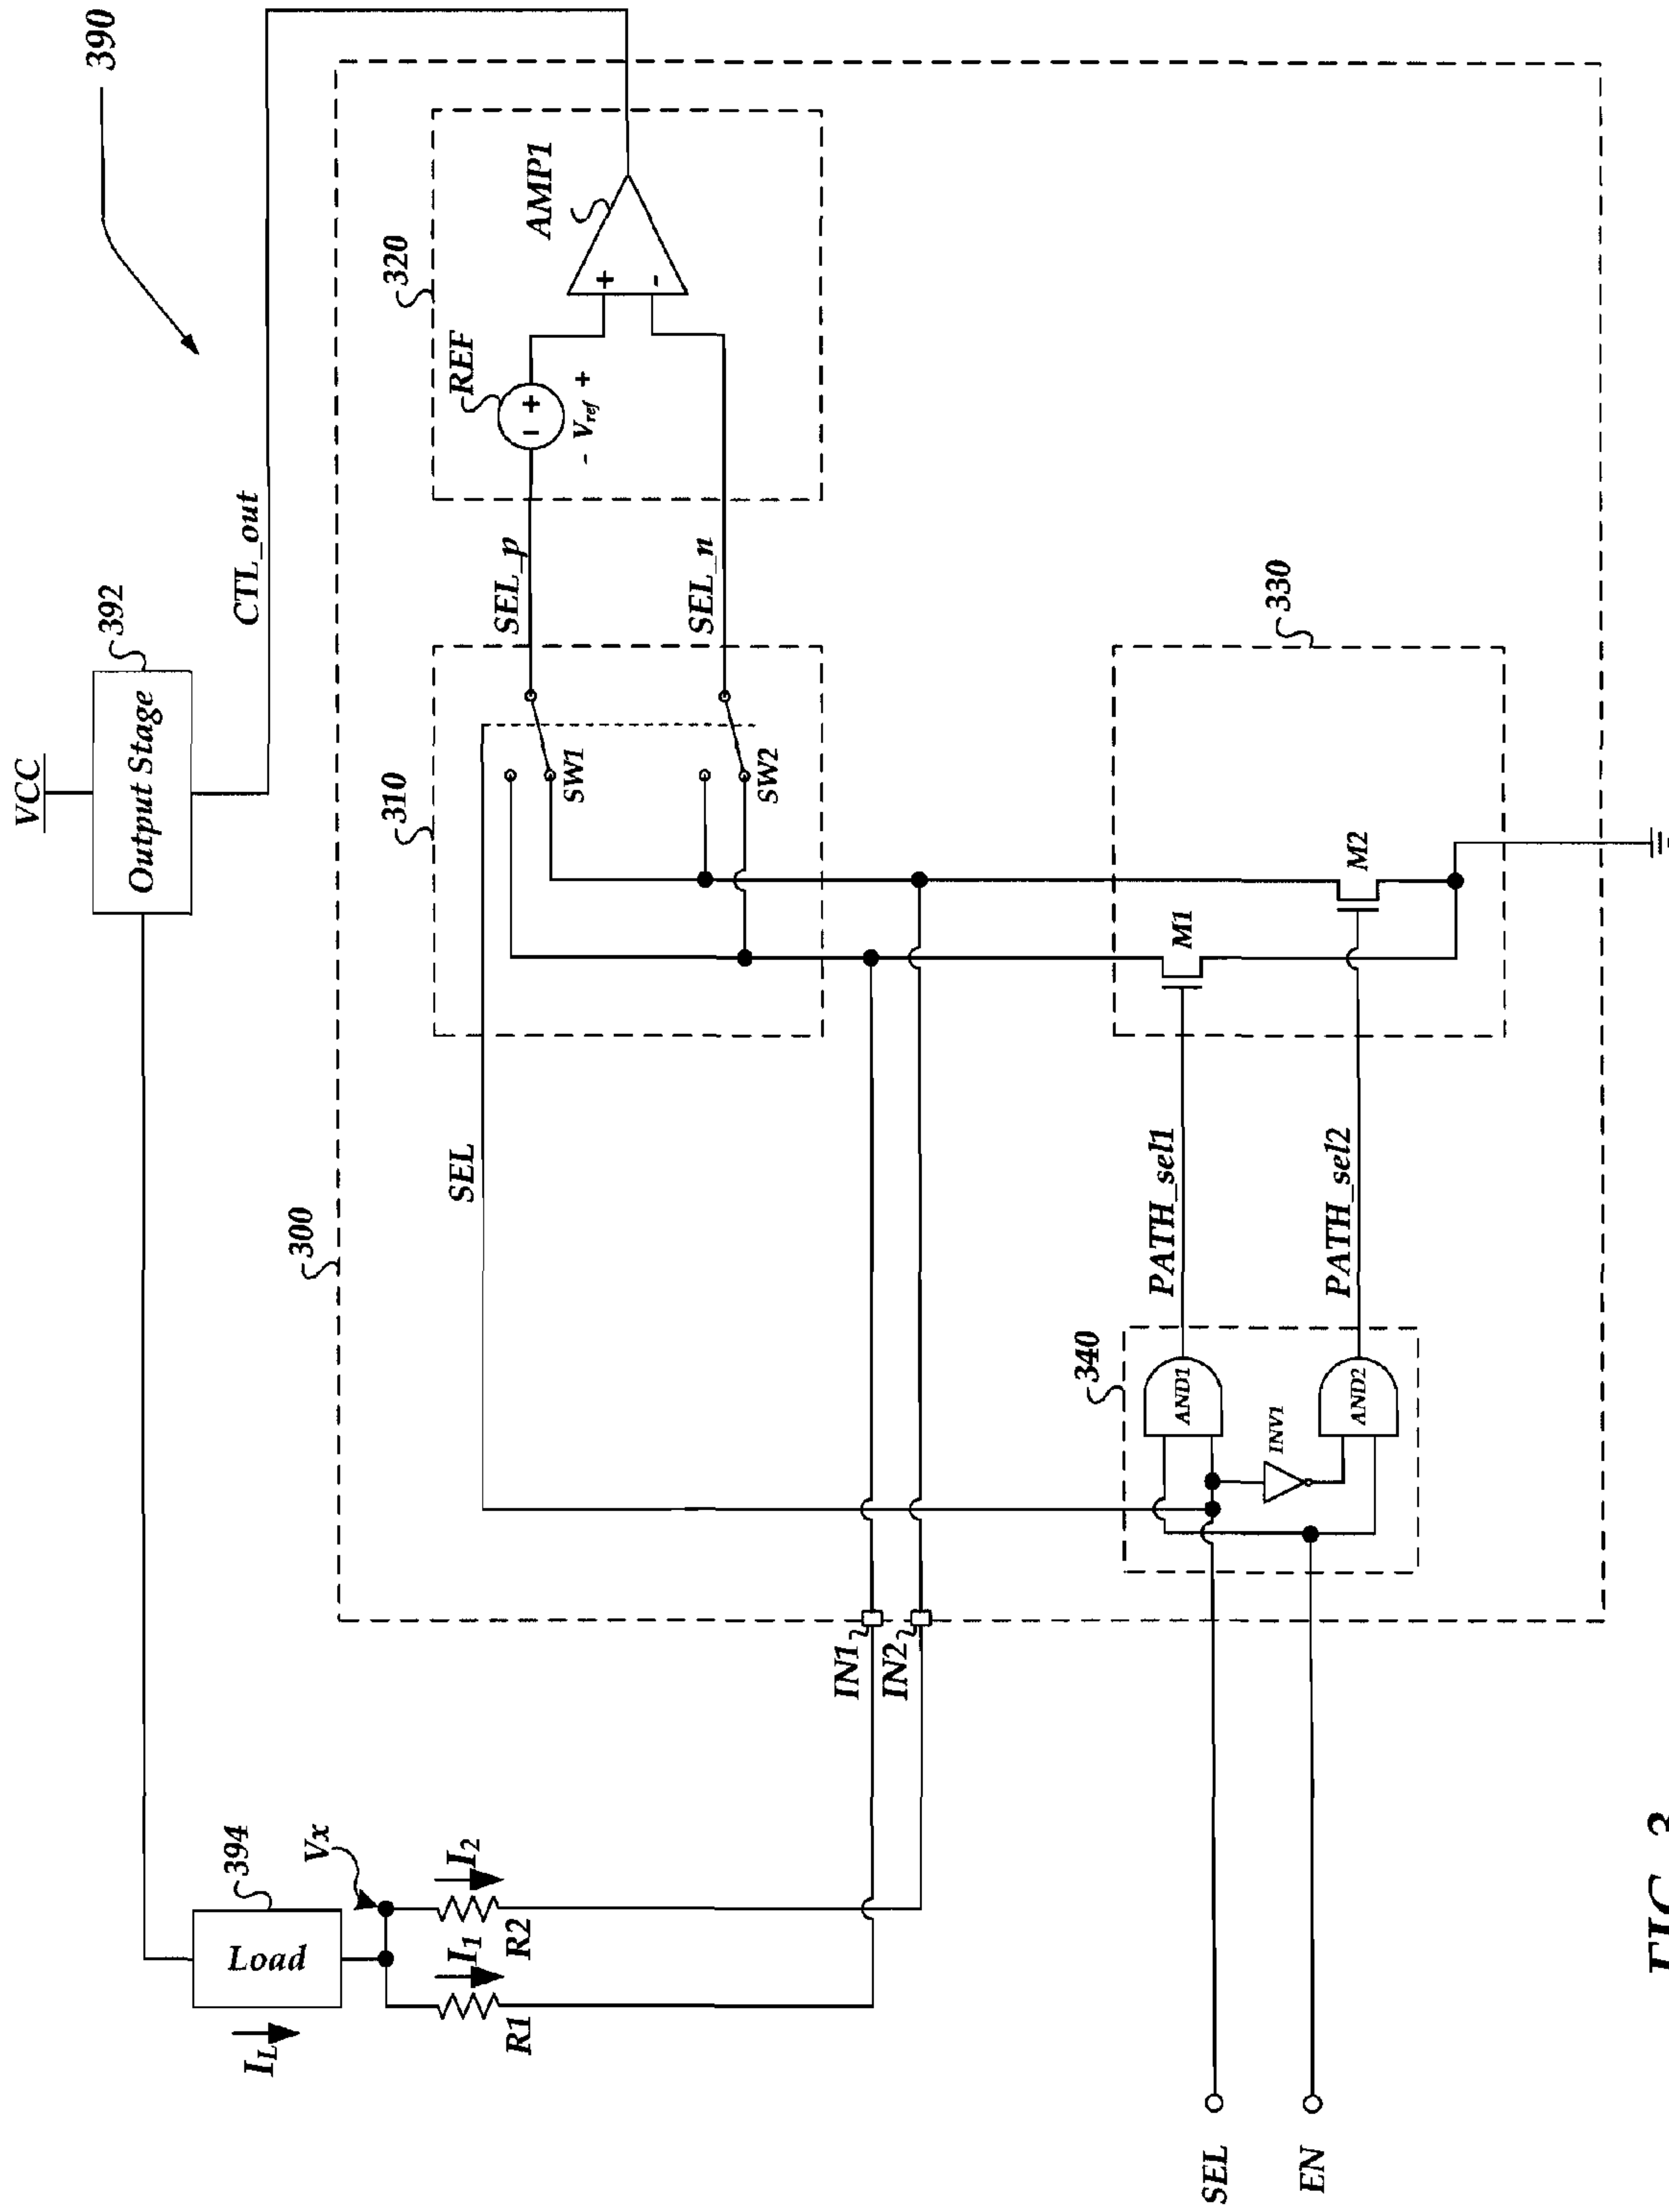 390
VCC
Output Stage
392
CTL_out
394
Load
I_L
Vx
I_1
I_2
R1
R2
300
SEL
310
SW1
SW2
SEL_p
SEL_n
320
REF
- +
- V_ref +
AMP1
+
-
IN1
IN2
340
AND1
INV1
AND2
PATH_sel1
PATH_sel2
330
M1
M2
SEL
EN